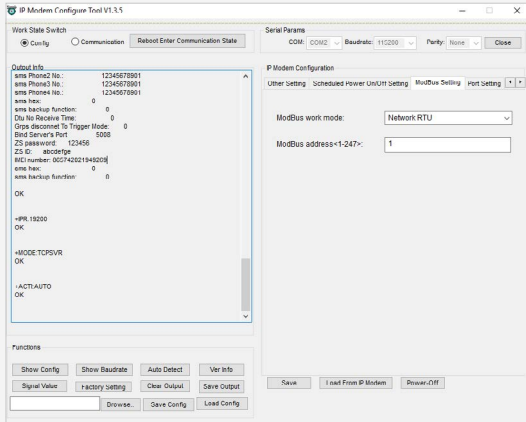 IP Modem Configure Tool V1.3.5
Work State Switch
Config Communication Reboot Enter Communication State
Serial Params
COM: COM2 Baudrate: 115200 Parity: None Close
Output Info
sms Phone2 No.: 12345678901
sms Phone3 No.: 12345678901
sms Phone4 No.: 12345678901
sms hex: 0
sms backup function: 0
Dtu No Receive Time: 0
Grps disconnet To Trigger Mode: 0
Bind Server's Port 5008
ZS password: 123456
ZS ID: abcdefge
IMEI number:
sms hex: 0
sms backup function: 0
OK
+IPR:19200
OK
+MODE:TCPSVR
OK
+ACTI:AUTO
OK
IP Modem Configuration
Other Setting Scheduled Power On/Off Setting ModBus Setting Port Setting
ModBus work mode: Network RTU
ModBus address<1-247>: 1
Functions
Show Config Show Baudrate Auto Detect Ver Info
Signal Value Factory Setting Clear Output Save Output
Browse.. Save Config Load Config
Save Load From IP Modem Power-Off